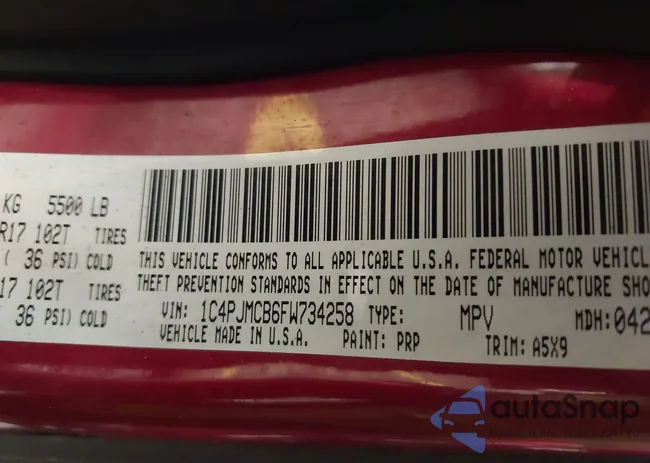 KG 5500 LB
R17 102T TIRES
( 36 PSI) COLD
17 102T TIRES
36 PSI) COLD
THIS VEHICLE CONFORMS TO ALL APPLICABLE U.S.A. FEDERAL MOTOR VEHICL
THEFT PREVENTION STANDARDS IN EFFECT ON THE DATE OF MANUFACTURE SHO
VIN: 1C4PJMCB6FW734258 TYPE: MPV MDH: 042
VEHICLE MADE IN U.S.A. PAINT: PRP TRIM: A5X9
autaSnap